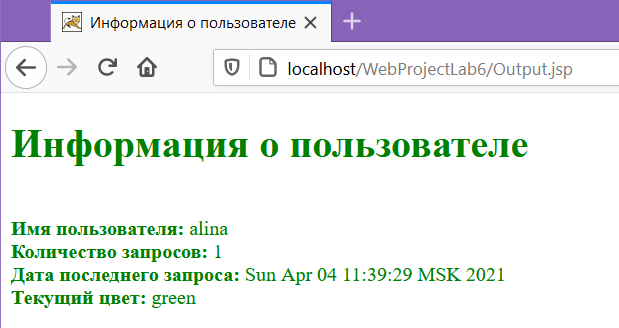 Информация о пользователе
localhost/WebProjectLab6/Output.jsp
Информация о пользователе
Имя пользователя: alina
Количество запросов: 1
Дата последнего запроса: Sun Apr 04 11:39:29 MSK 2021
Текущий цвет: green